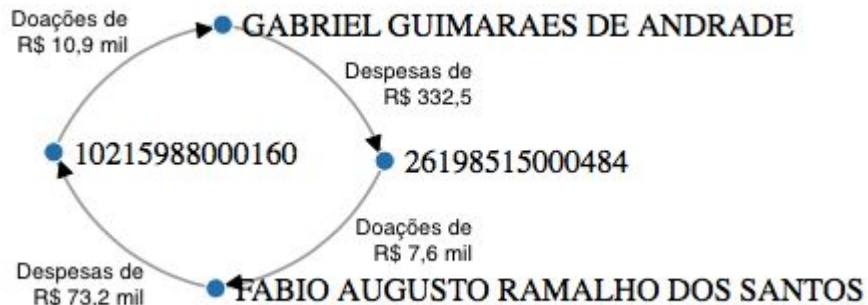 Doações de
R$ 10,9 mil
GABRIEL GUIMARAES DE ANDRADE
Despesas de
R$ 332,5
10215988000160
26198515000484
Doações de
R$ 7,6 mil
Despesas de
R$ 73,2 mil
FABIO AUGUSTO RAMALHO DOS SANTOS